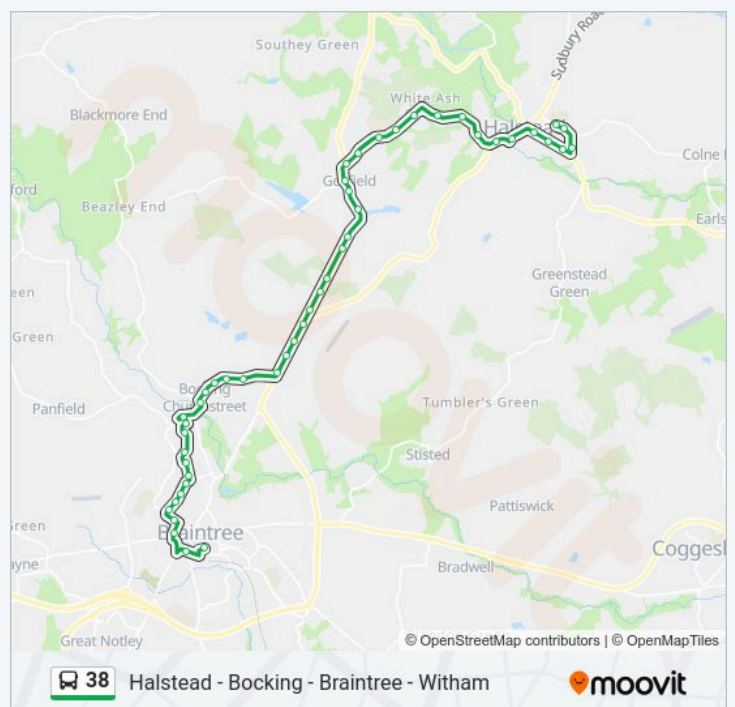 Southey Green
Sudbury Road
White Ash
Blackmore End
Halstead
Colne
ford
Gosfield
Beazley End
Earls
Greenstead
Green
een
Green
Bocking
Churchstreet
Panfield
Tumbler's Green
Stisted
Pattiswick
Green
Braintree
Coggesh
ayne
Bradwell
Great Notley
© OpenStreetMap contributors | © OpenMapTiles
38
Halstead - Bocking - Braintree - Witham
moovit